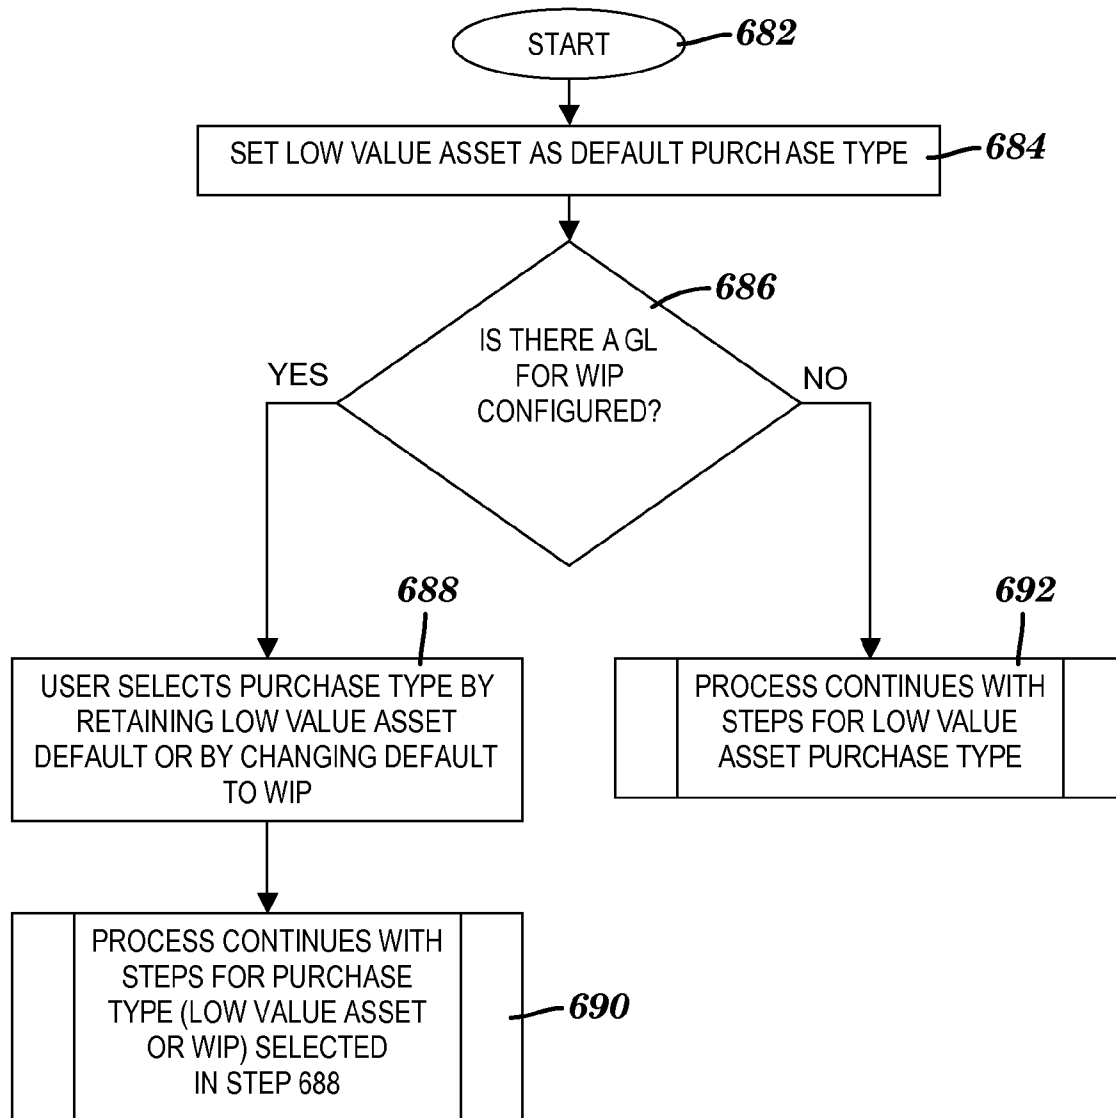 START
682
SET LOW VALUE ASSET AS DEFAULT PURCHASE TYPE
684
686
IS THERE A GL
FOR WIP
CONFIGURED?
YES
NO
688
USER SELECTS PURCHASE TYPE BY
RETAINING LOW VALUE ASSET
DEFAULT OR BY CHANGING DEFAULT
TO WIP
692
PROCESS CONTINUES WITH
STEPS FOR LOW VALUE
ASSET PURCHASE TYPE
PROCESS CONTINUES WITH
STEPS FOR PURCHASE
TYPE (LOW VALUE ASSET
OR WIP) SELECTED
IN STEP 688
690